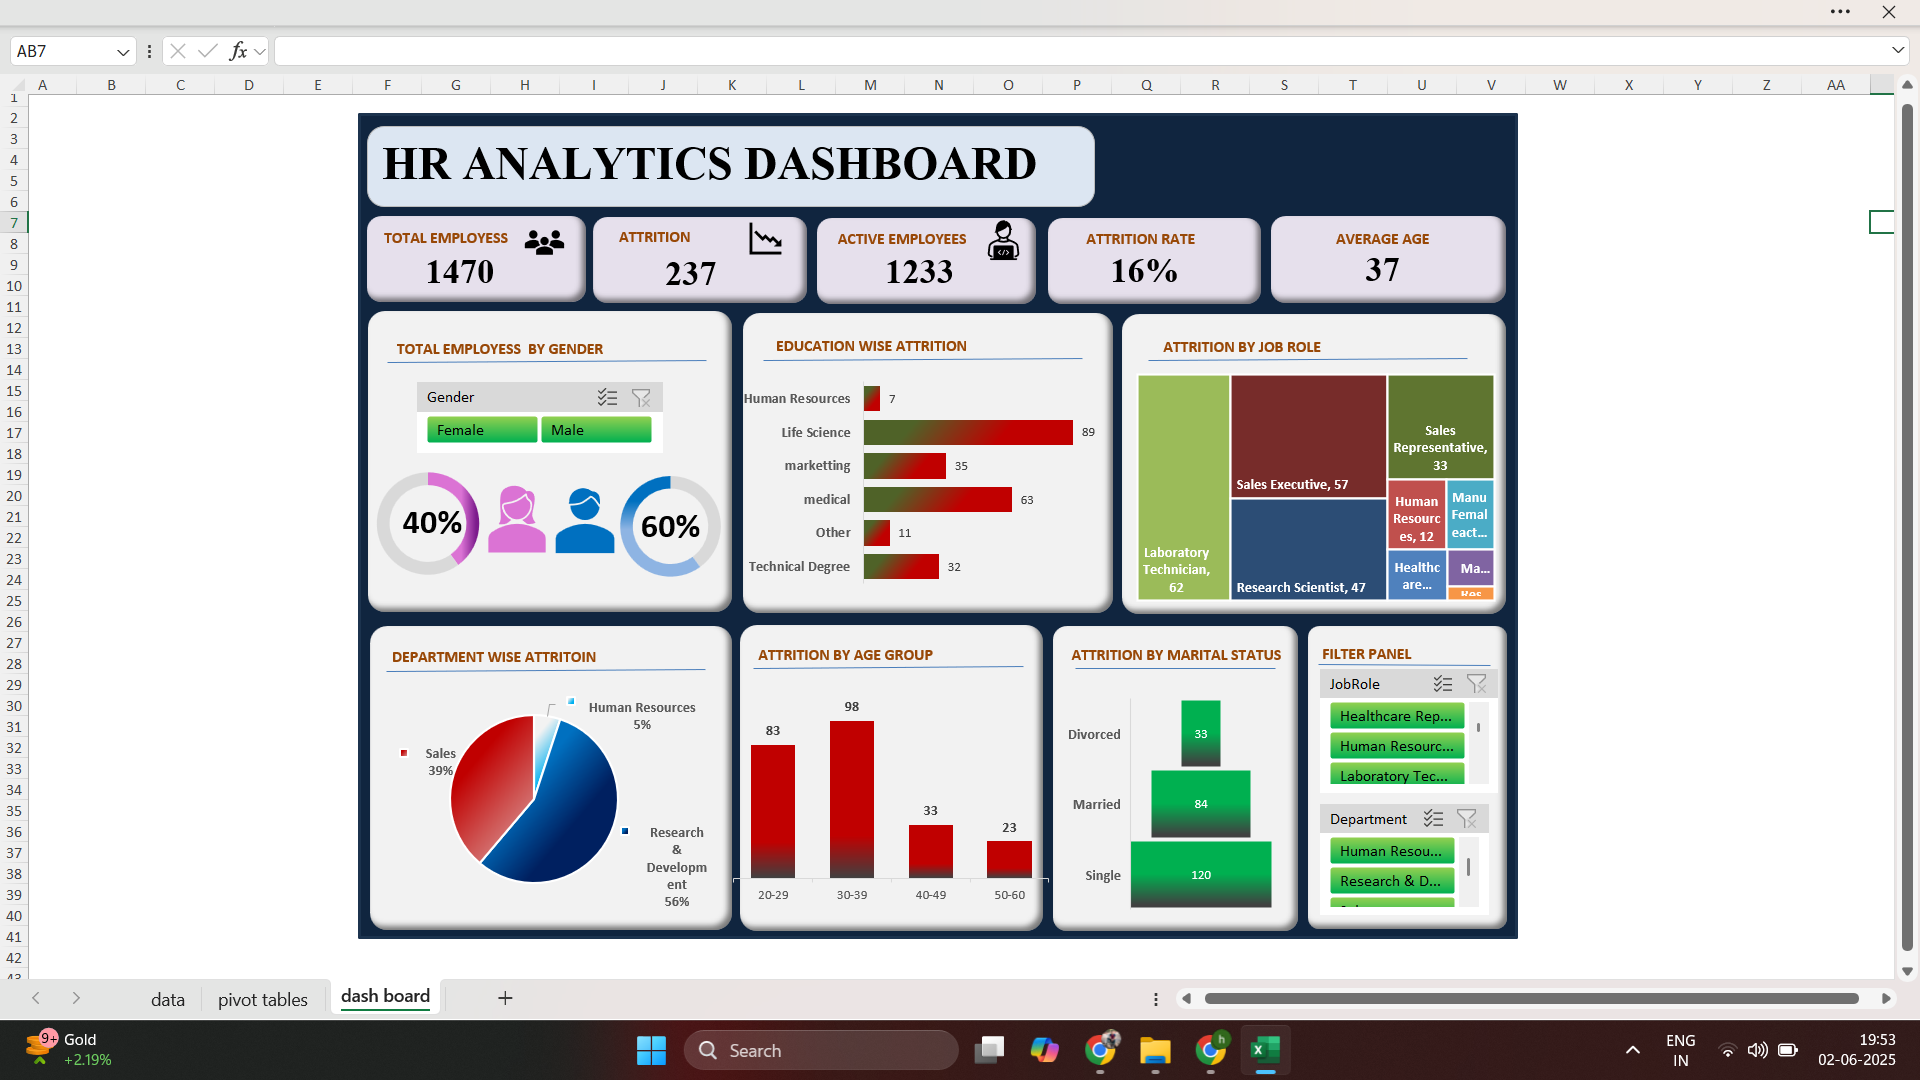 AB7
fx
A B C D E F G H I J K L M N O P Q R S T U V W X Y Z AA
1
2
3
4
5
6
7
8
9
10
11
12
13
14
15
16
17
18
19
20
21
22
23
24
25
26
27
28
29
30
31
32
33
34
35
36
37
38
39
40
41
42
43
HR ANALYTICS DASHBOARD
TOTAL EMPLOYESS
1470
ATTRITION
237
ACTIVE EMPLOYEES
1233
ATTRITION RATE
16%
AVERAGE AGE
37
TOTAL EMPLOYESS BY GENDER
Gender
Female Male
40%
60%
EDUCATION WISE ATTRITION
Human Resources 7
Life Science 89
marketting 35
medical 63
Other 11
Technical Degree 32
ATTRITION BY JOB ROLE
Laboratory
Technician,
62
Sales Executive, 57
Research Scientist, 47
Sales
Representative,
33
Human
Resourc
es, 12
Manu
Femal
eact...
Healthc
are...
Ma...
DEPARTMENT WISE ATTRITOIN
Human Resources
5%
Sales
39%
Research
&
Developm
ent
56%
ATTRITION BY AGE GROUP
83
98
33
23
20-29 30-39 40-49 50-60
ATTRITION BY MARITAL STATUS
Divorced 33
Married 84
Single 120
FILTER PANEL
JobRole
Healthcare Rep...
Human Resourc...
Laboratory Tec...
Department
Human Resou...
Research & D...
data pivot tables dash board
9+ Gold
+2.19%
Search
h
ENG
IN
19:53
02-06-2025